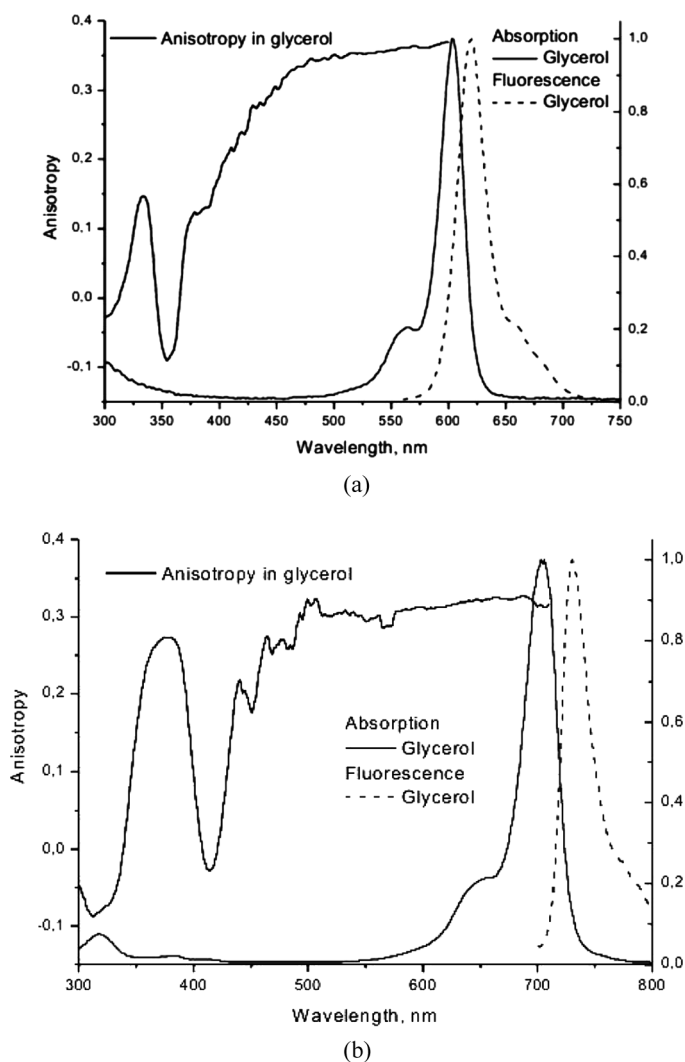 0,4
0,3
0,2
0,1
0,0
-0,1
Anisotropy
Anisotropy in glycerol
Absorption
Glycerol
Fluorescence
Glycerol
1,0
0,8
0,6
0,4
0,2
0,0
300 350 400 450 500 550 600 650 700 750
Wavelength, nm
(a)
0,4
0,3
0,2
0,1
0,0
-0,1
Anisotropy
Anisotropy in glycerol
Absorption
Glycerol
Fluorescence
Glycerol
1,0
0,8
0,6
0,4
0,2
0,0
300 400 500 600 700 800
Wavelength, nm
(b)